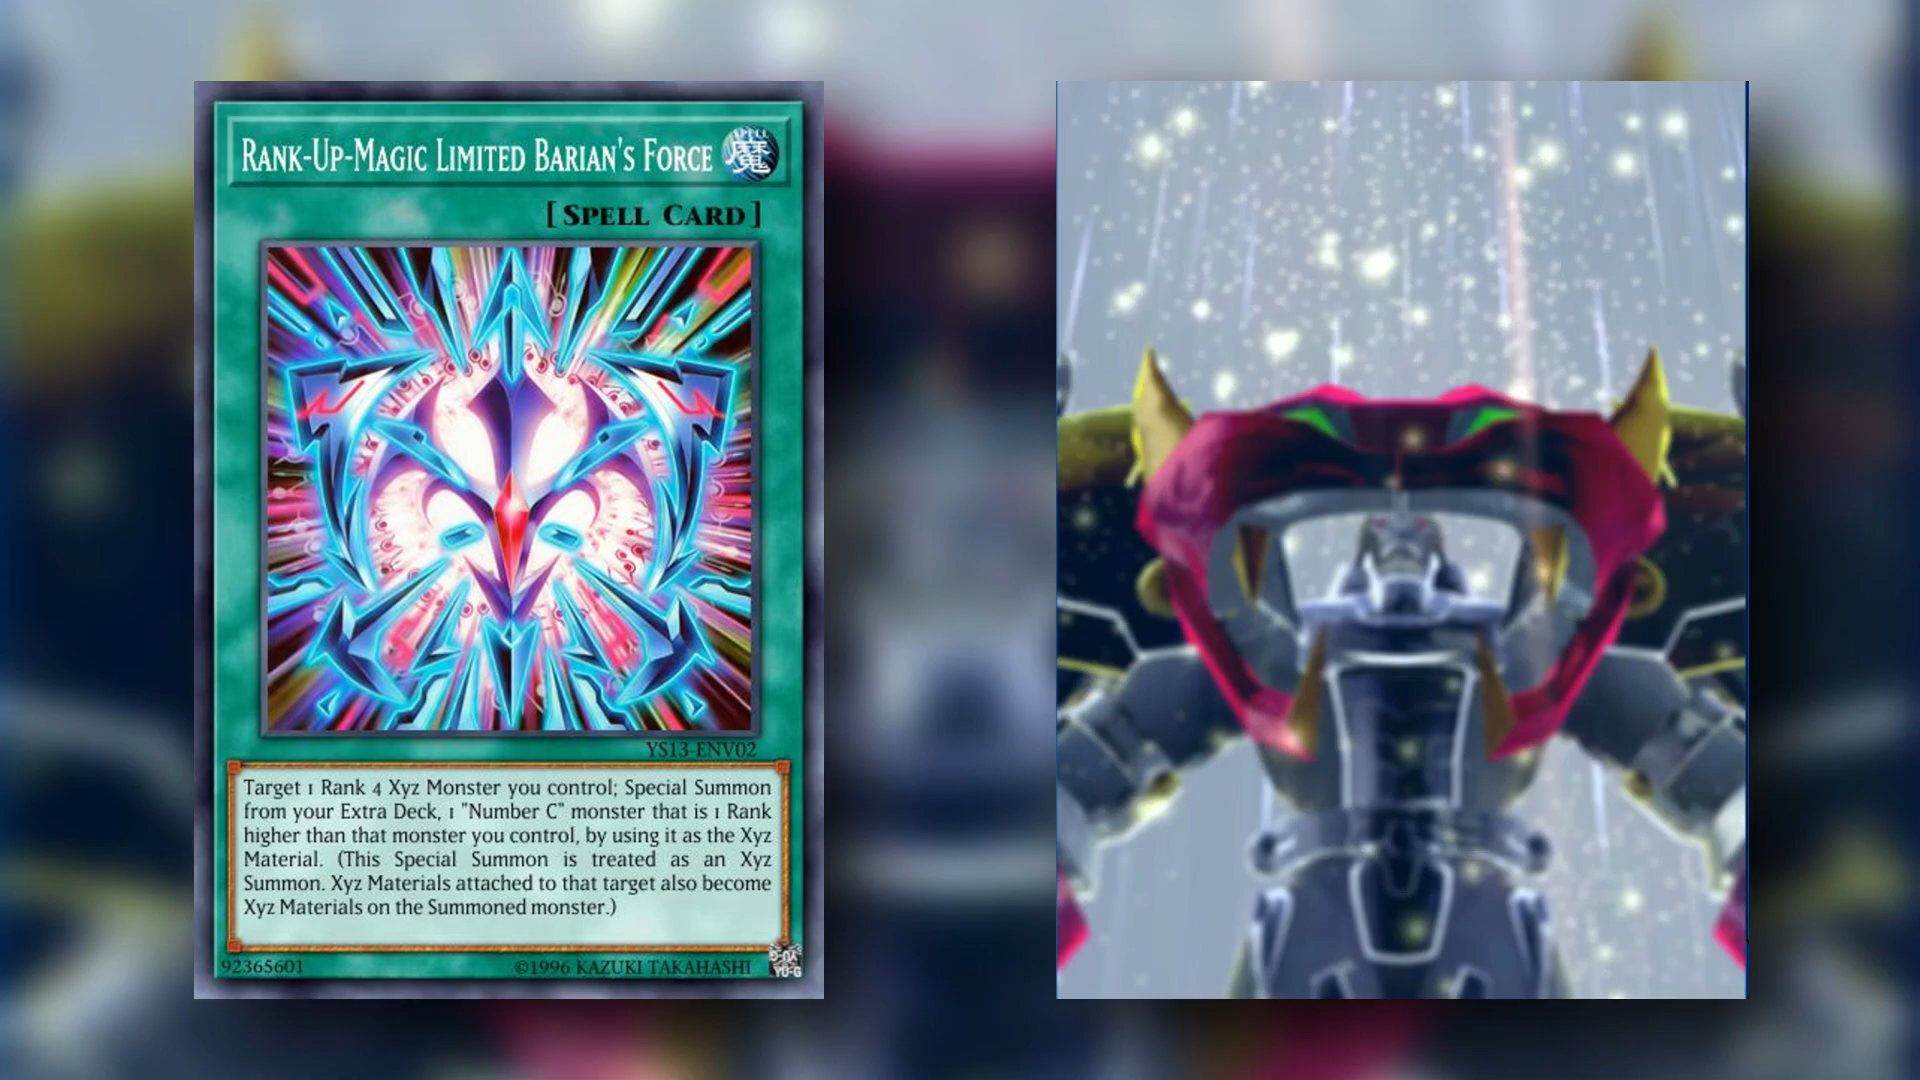 Rank-Up-Magic Limited Barian's Force
SPELL
魔
[Spell Card]
YS13-ENV02
Target 1 Rank 4 Xyz Monster you control; Special Summon
from your Extra Deck, 1 "Number C" monster that is 1 Rank
higher than that monster you control, by using it as the Xyz
Material. (This Special Summon is treated as an Xyz
Summon. Xyz Materials attached to that target also become
Xyz Materials on the Summoned monster.)
92365601
©1996 KAZUKI TAKAHASHI